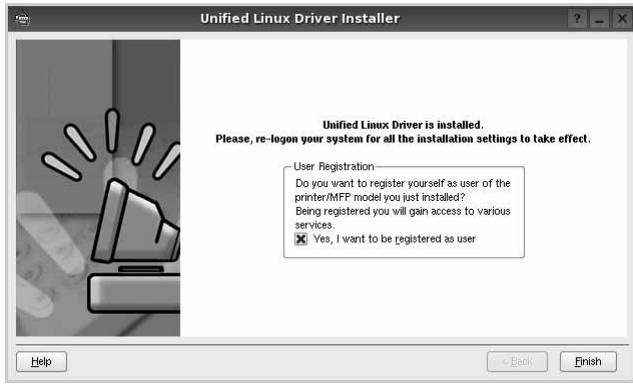 Unified Linux Driver Installer
Unified Linux Driver is installed.
Please, re-logon your system for all the installation settings to take effect.
User Registration
Do you want to register yourself as user of the
printer/MFP model you just installed?
Being registered you will gain access to various
services.
Yes, I want to be registered as user
Help
< Back
Finish